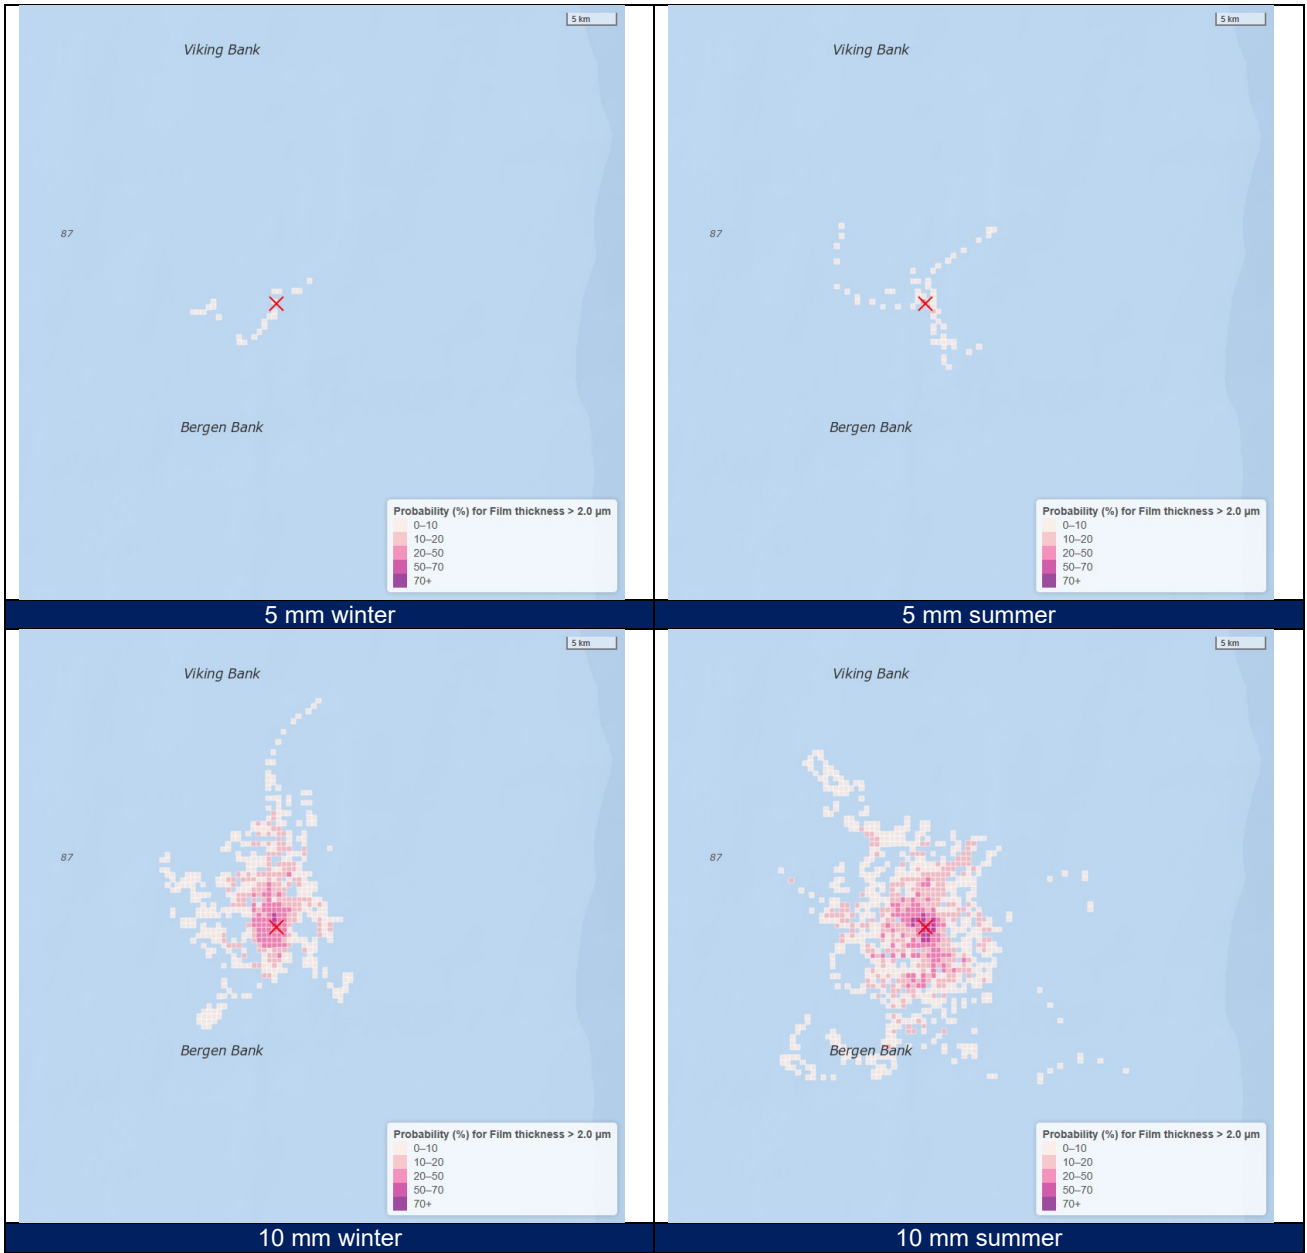 5 km
Viking Bank
87
Bergen Bank
Probability (%) for Film thickness > 2.0 µm
0–10
10–20
20–50
50–70
70+
5 mm winter
5 km
Viking Bank
87
Bergen Bank
Probability (%) for Film thickness > 2.0 µm
0–10
10–20
20–50
50–70
70+
5 mm summer
5 km
Viking Bank
87
Bergen Bank
Probability (%) for Film thickness > 2.0 µm
0–10
10–20
20–50
50–70
70+
10 mm winter
5 km
Viking Bank
87
Bergen Bank
Probability (%) for Film thickness > 2.0 µm
0–10
10–20
20–50
50–70
70+
10 mm summer